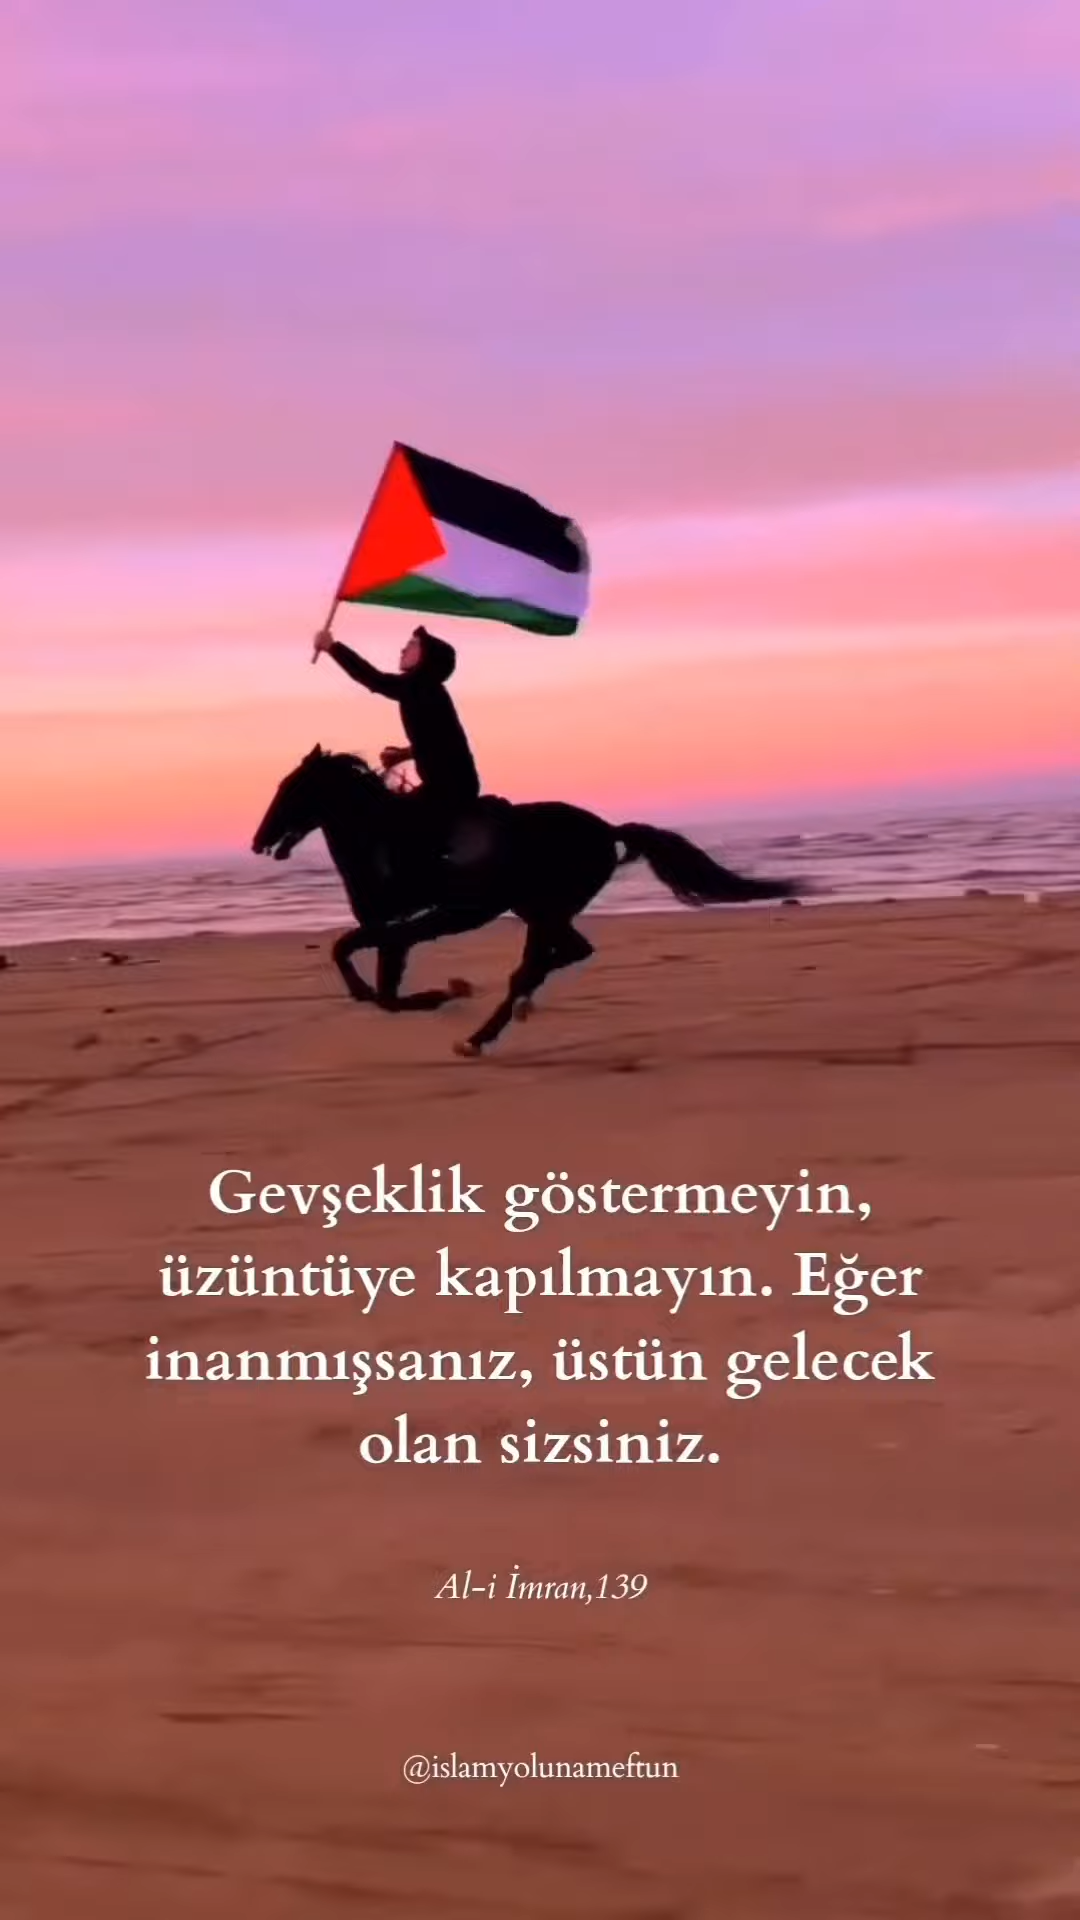 Gevşeklik göstermeyin,
üzüntüye kapılmayın. Eğer
inanmışsanız, üstün gelecek
olan sizsiniz.
Al-i İmran,139
@islamyolunameftun